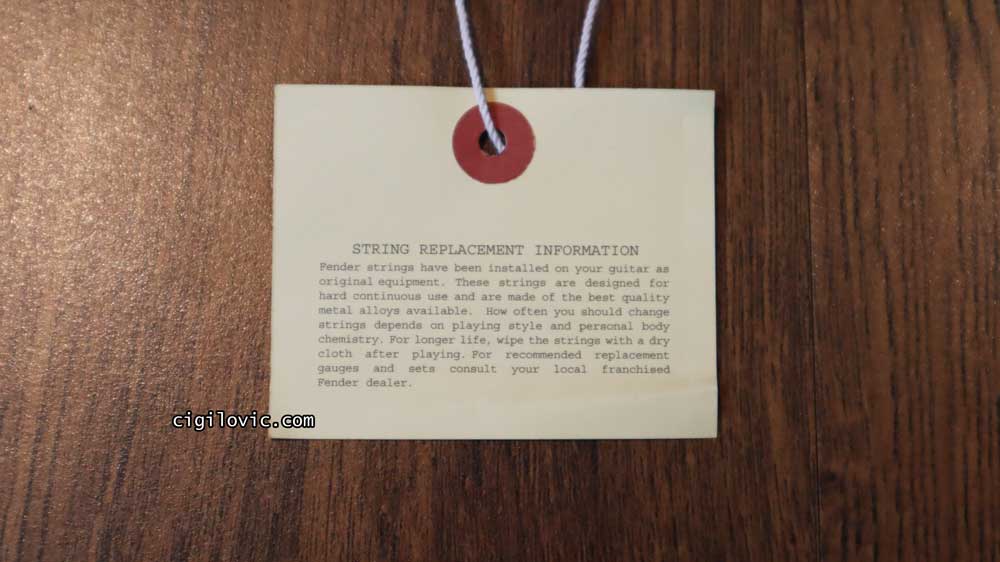 STRING REPLACEMENT INFORMATION
Fender strings have been installed on your guitar as
original equipment. These strings are designed for
hard continuous use and are made of the best quality
metal alloys available. How often you should change
strings depends on playing style and personal body
chemistry. For longer life, wipe the strings with a dry
cloth after playing. For recommended replacement
gauges and sets consult your local franchised
Fender dealer.
cigilovic.com